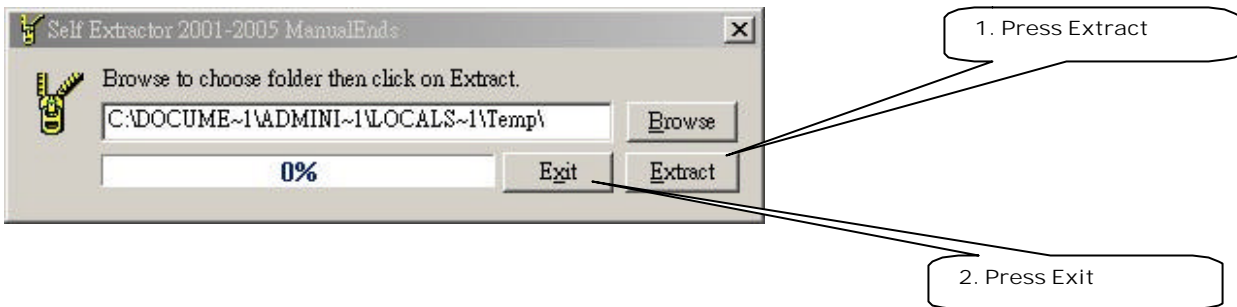 Self Extractor 2001-2005 ManualEnds
1. Press Extract
Browse to choose folder then click on Extract.
C:\DOCUME~1\ADMINI~1\LOCALS~1\Temp\
Browse
0%
Exit
Extract
2. Press Exit